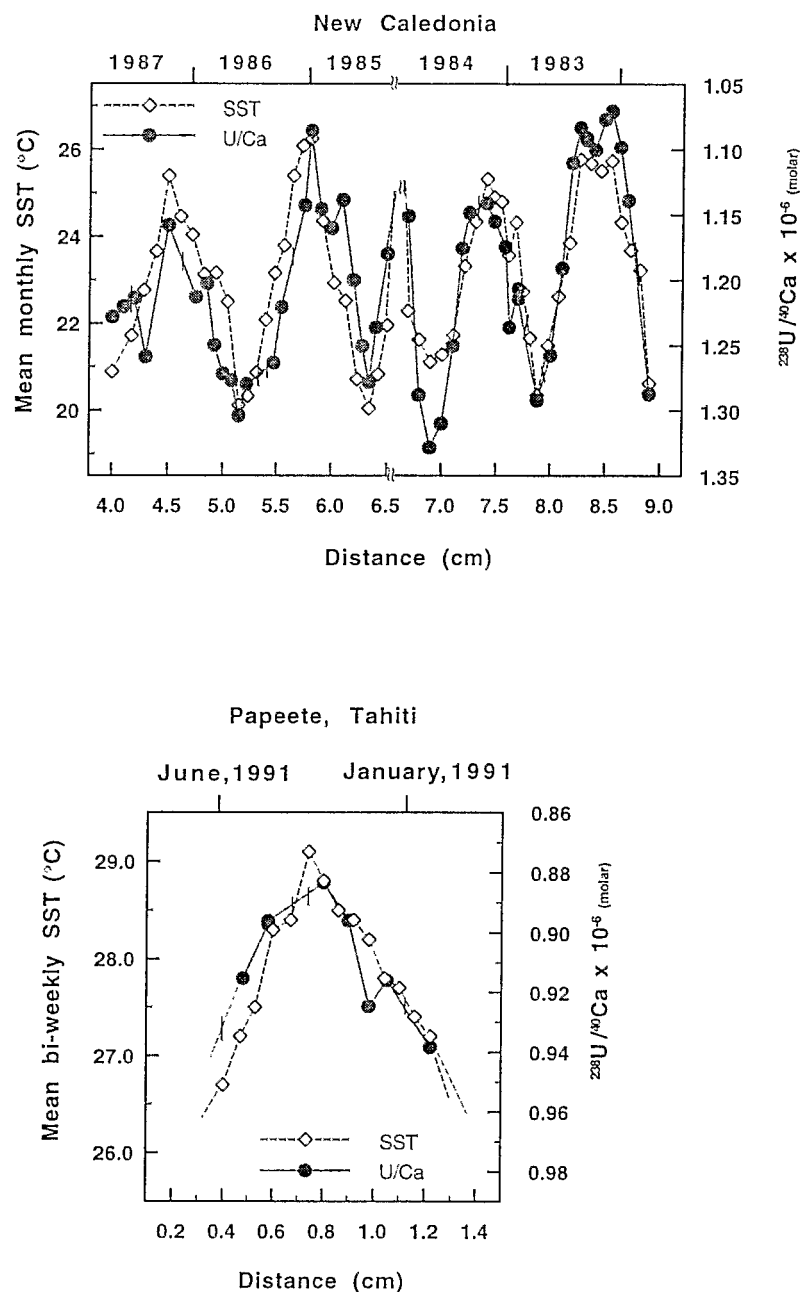 New Caledonia
1987 1986 1985 1984 1983
SST
U/Ca
Mean monthly SST (°C)
26
24
22
20
1.05
1.10
1.15
1.20
1.25
1.30
1.35
²³⁸U/⁴⁰Ca x 10⁻⁶ (molar)
4.0 4.5 5.0 5.5 6.0 6.5 7.0 7.5 8.0 8.5 9.0
Distance (cm)
Papeete, Tahiti
June,1991 January,1991
Mean bi-weekly SST (°C)
29.0
28.0
27.0
26.0
0.86
0.88
0.90
0.92
0.94
0.96
0.98
²³⁸U/⁴⁰Ca x 10⁻⁶ (molar)
SST
U/Ca
0.2 0.4 0.6 0.8 1.0 1.2 1.4
Distance (cm)